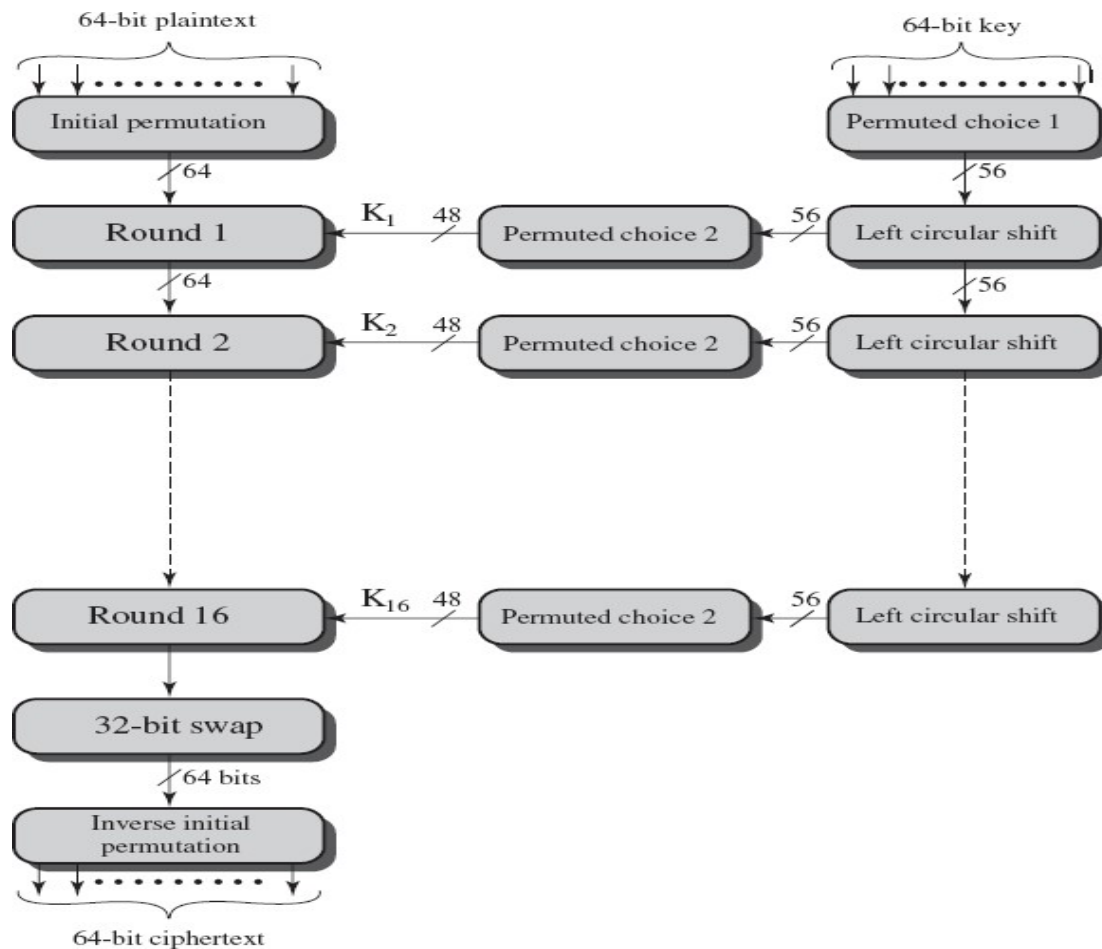 64-bit plaintext
64-bit key
Initial permutation
Permuted choice 1
64
56
Round 1
K1
48
Permuted choice 2
56
Left circular shift
64
56
Round 2
K2
48
Permuted choice 2
56
Left circular shift
Round 16
K16
48
Permuted choice 2
56
Left circular shift
32-bit swap
64 bits
Inverse initial
permutation
64-bit ciphertext